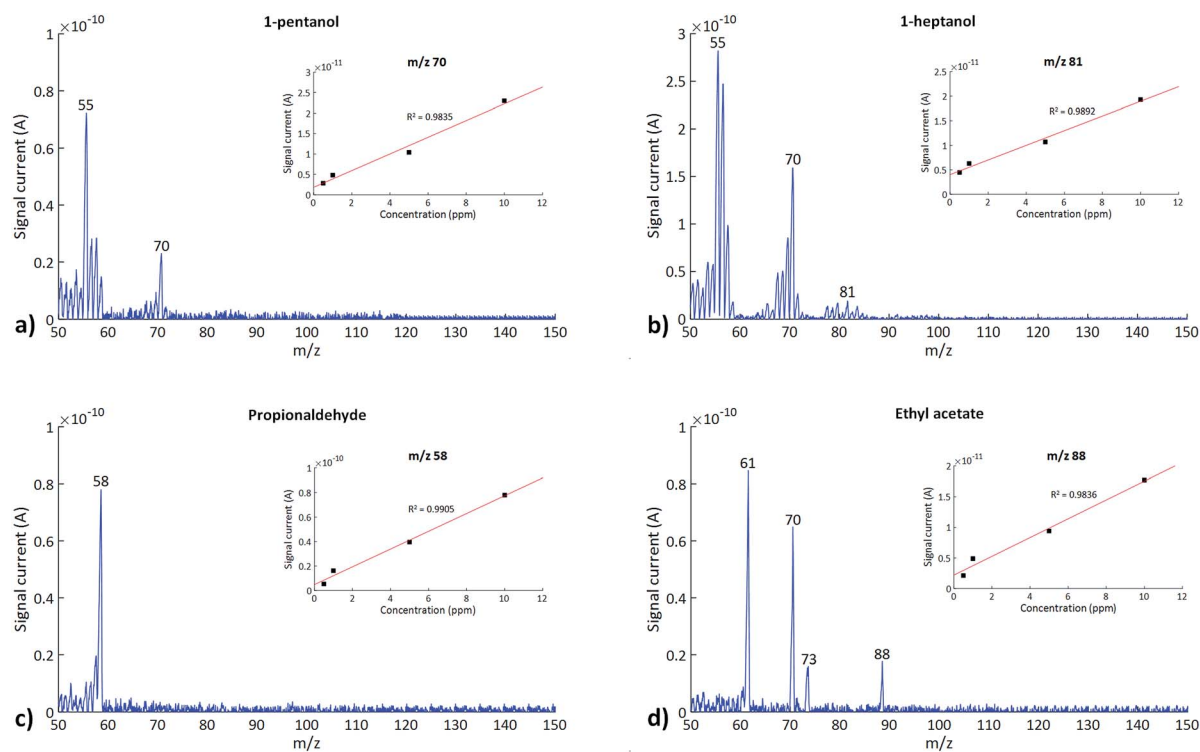 1-pentanol
×10⁻¹⁰
Signal current (A)
1
0.8
0.6
0.4
0.2
0
55
70
50 60 70 80 90 100 110 120 130 140 150
m/z
a)
m/z 70
×10⁻¹¹
Signal current (A)
3
2.5
2
1.5
1
0.5
0
R² = 0.9835
0 2 4 6 8 10 12
Concentration (ppm)
1-heptanol
×10⁻¹⁰
Signal current (A)
3
2.5
2
1.5
1
0.5
0
55
70
81
50 60 70 80 90 100 110 120 130 140 150
m/z
b)
m/z 81
×10⁻¹¹
Signal current (A)
2.5
2
1.5
1
0.5
0
R² = 0.9892
0 2 4 6 8 10 12
Concentration (ppm)
Propionaldehyde
×10⁻¹⁰
Signal current (A)
1
0.8
0.6
0.4
0.2
0
58
50 60 70 80 90 100 110 120 130 140 150
m/z
c)
m/z 58
×10⁻¹⁰
Signal current (A)
1
0.8
0.6
0.4
0.2
0
R² = 0.9905
0 2 4 6 8 10 12
Concentration (ppm)
Ethyl acetate
×10⁻¹⁰
Signal current (A)
1
0.8
0.6
0.4
0.2
0
61
70
73
88
50 60 70 80 90 100 110 120 130 140 150
m/z
d)
m/z 88
×10⁻¹¹
Signal current (A)
2
1.5
1
0.5
0
R² = 0.9836
0 2 4 6 8 10 12
Concentration (ppm)